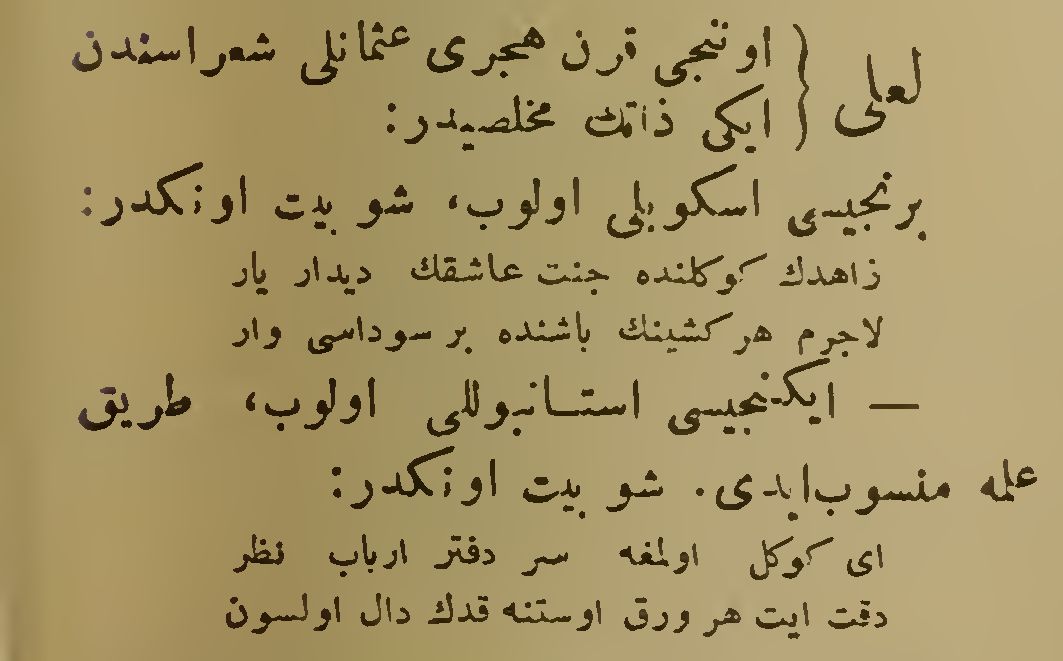 لعلی } اوننجی قرن هجری عثمانلی شعراسندن
ایکی ذاتك مخلصیدر:
برنجیسی اسکوبلی اولوب، شو بیت اونکدر:
زاهدك کوکلنده جنت عاشقك دیدار یار
لاجرم هر کشینك باشنده بر سوداسی وار
— ایکنجیسی استانبوللی اولوب، طریق
علمه منسوب‌ایدی. شو بیت اونکدر:
ای کوکل اولمغه سر دفتر ارباب نظر
دقت ایت هر ورق اوستنه قدك دال اولسون